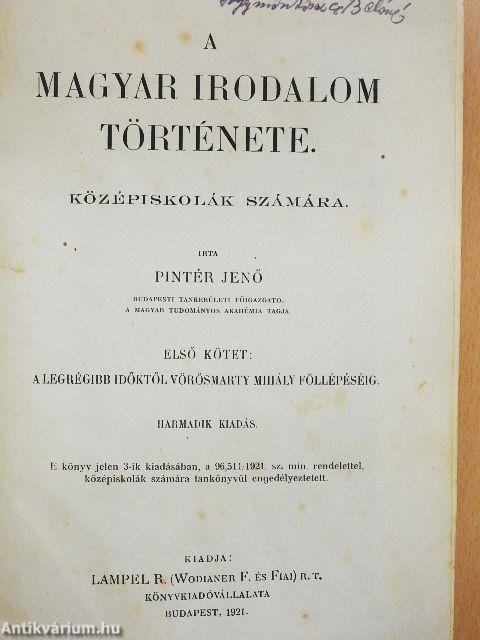 A
MAGYAR IRODALOM
TÖRTÉNETE.
KÖZÉPISKOLÁK SZÁMÁRA.
IRTA
PINTÉR JENŐ
BUDAPESTI TANKERÜLETI FŐIGAZGATÓ,
A MAGYAR TUDOMÁNYOS AKADÉMIA TAGJA.
ELSŐ KÖTET:
A LEGRÉGIBB IDŐKTŐL VÖRÖSMARTY MIHÁLY FÖLLÉPÉSÉIG.
HARMADIK KIADÁS.
E könyv jelen 3-ik kiadásában, a 96,511/1921. sz. min. rendelettel,
középiskolák számára tankönyvül engedélyeztetett.
KIADJA:
LAMPEL R. (WODIANER F. ÉS FIAI) R. T.
KÖNYVKIADÓVÁLLALATA
BUDAPEST, 1921.
Antikvárium.hu